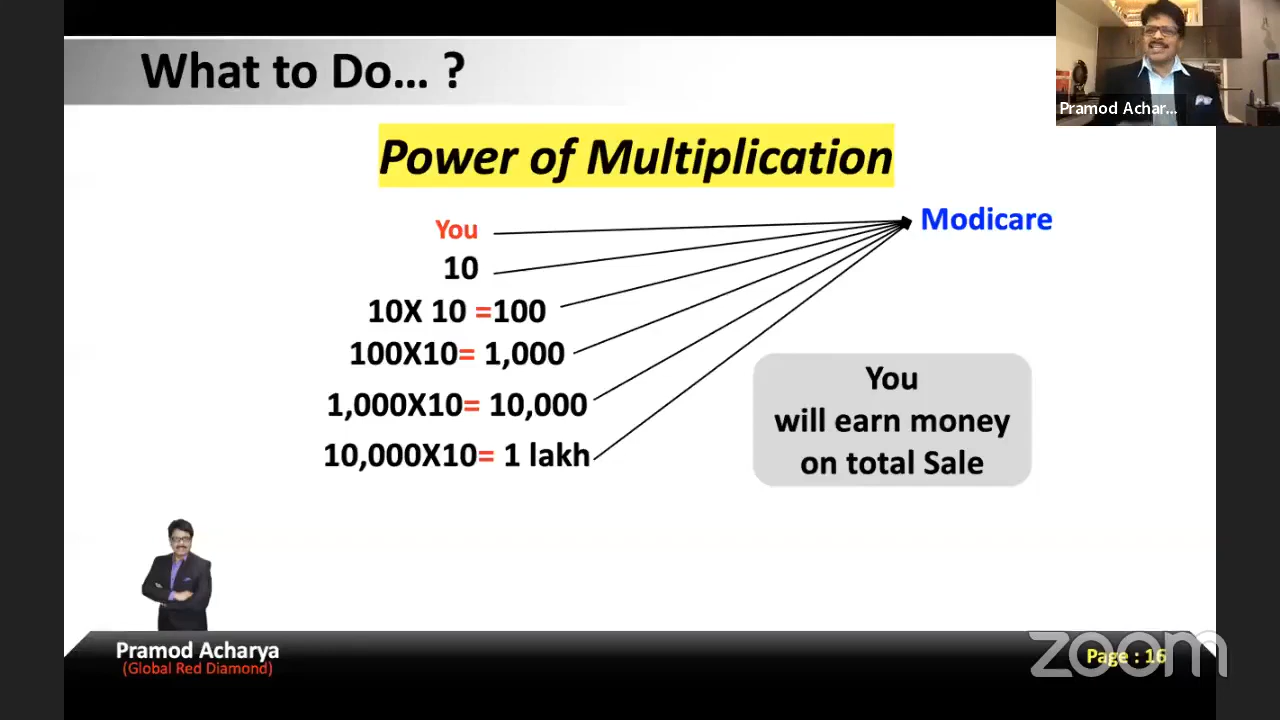 What to Do... ?
Pramod Achar...
Power of Multiplication
You
Modicare
10
10X 10 =100
100X10= 1,000
1,000X10= 10,000
10,000X10= 1 lakh
You
will earn money
on total Sale
Pramod Acharya
(Global Red Diamond)
Page : 16
zoom